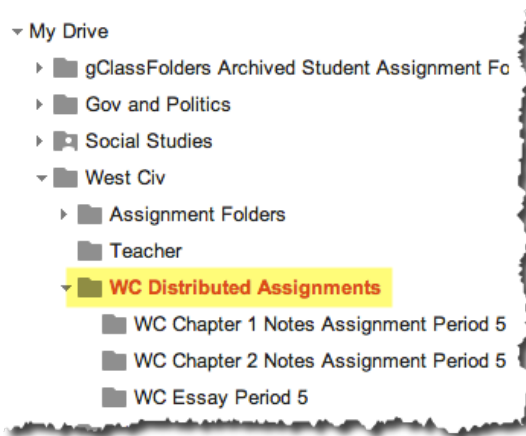 My Drive
gClassFolders Archived Student Assignment Fo
Gov and Politics
Social Studies
West Civ
Assignment Folders
Teacher
WC Distributed Assignments
WC Chapter 1 Notes Assignment Period 5
WC Chapter 2 Notes Assignment Period 5
WC Essay Period 5